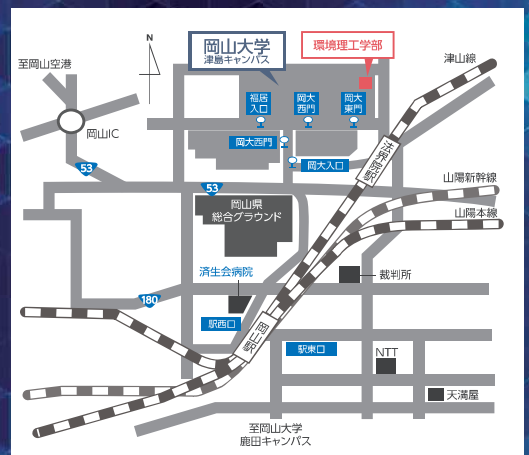 N
岡山大学
津島キャンパス
環境理工学部
至岡山空港
津山線
福居
入口
岡大
西門
岡大
東門
岡山IC
岡大西門
法界院駅
岡大入口
53
山陽新幹線
53
岡山県
総合グラウンド
山陽本線
済生会病院
裁判所
180
駅西口
岡山駅
駅東口
NTT
天満屋
至岡山大学
鹿田キャンパス